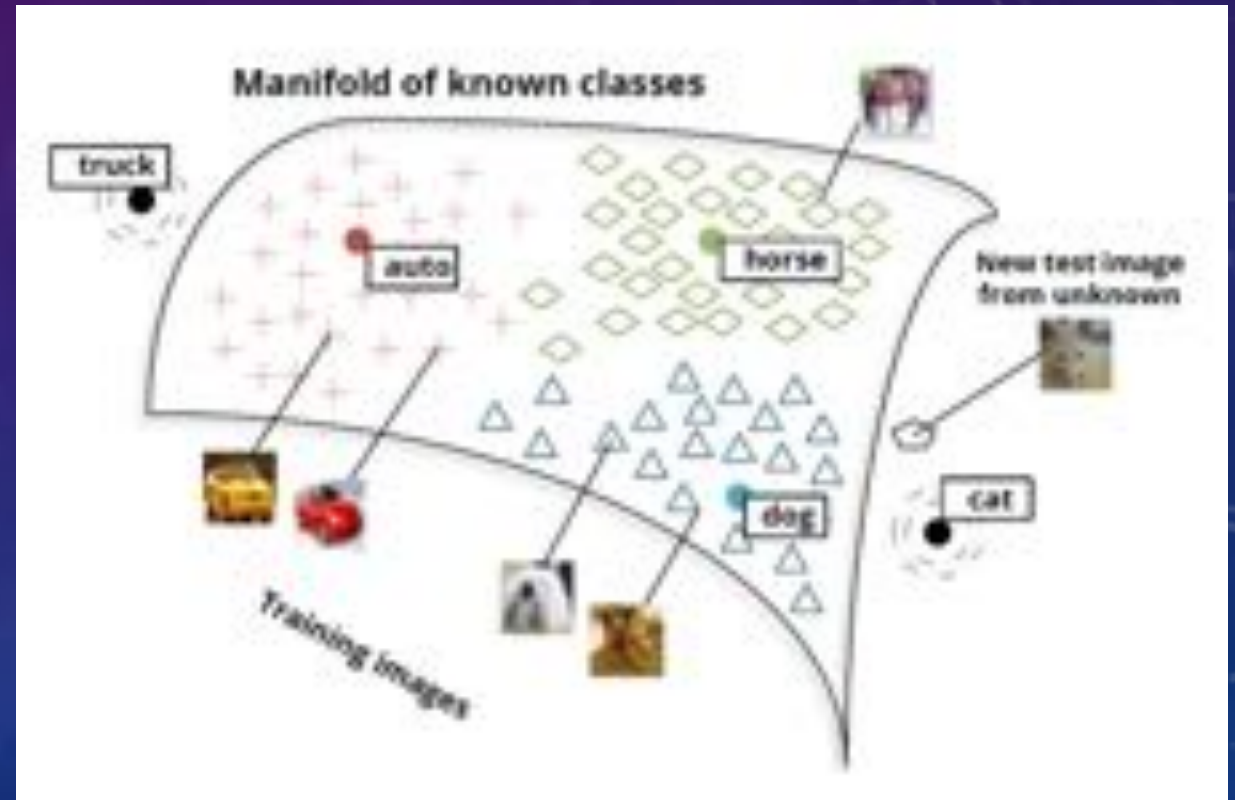 Manifold of known classes
truck
auto
horse
New test image
from unknown
cat
dog
Training images